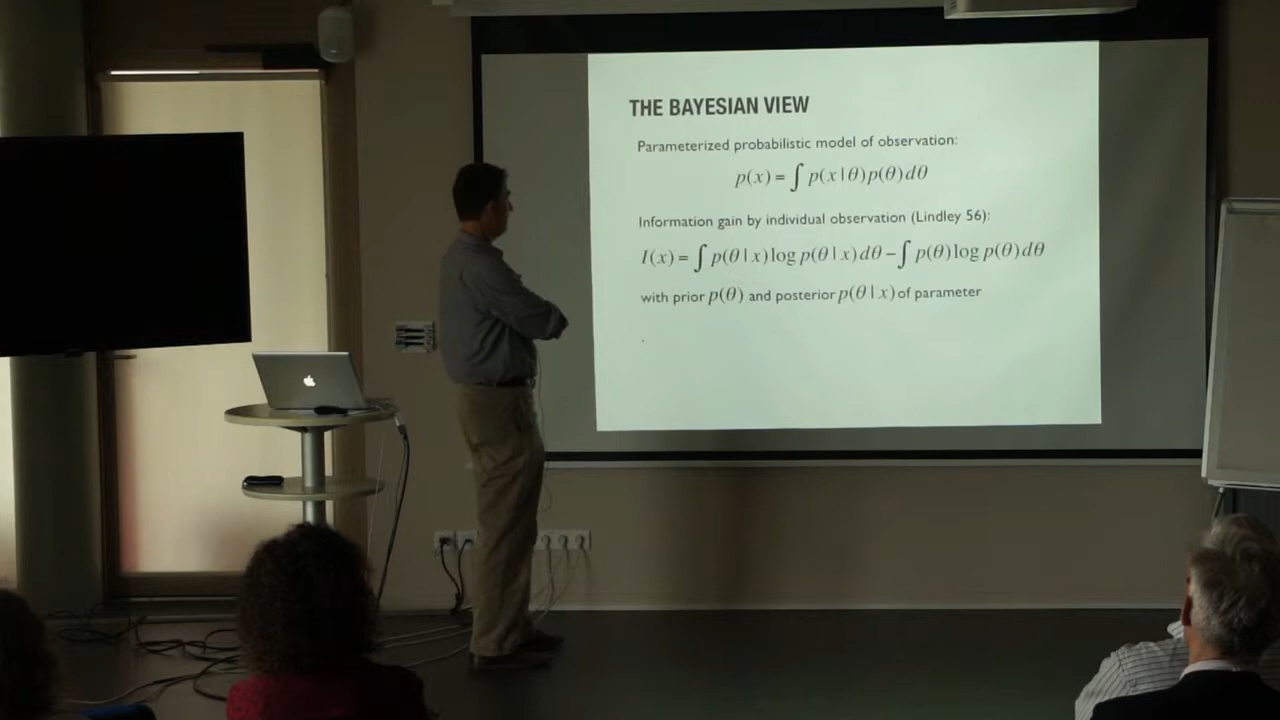 THE BAYESIAN VIEW
Parameterized probabilistic model of observation:
p(x) = ∫ p(x | θ)p(θ)dθ
Information gain by individual observation (Lindley 56):
I(x) = ∫ p(θ | x) log p(θ | x) dθ − ∫ p(θ) log p(θ) dθ
with prior p(θ) and posterior p(θ | x) of parameter